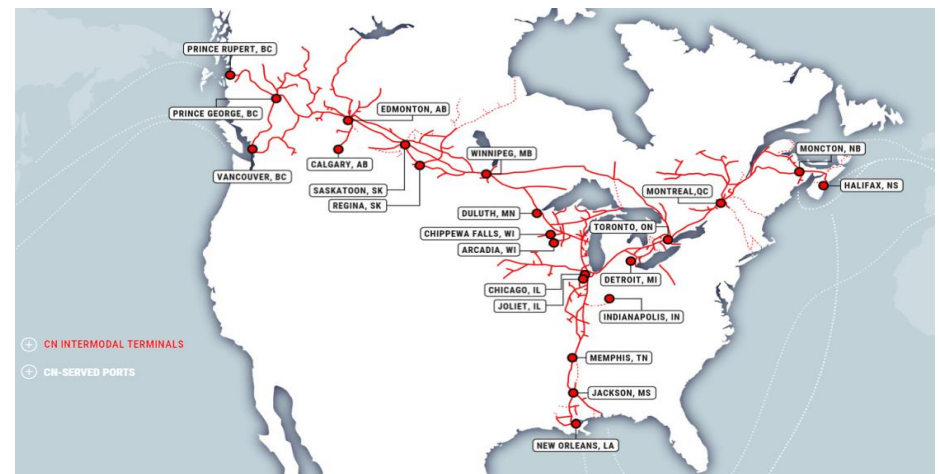 PRINCE RUPERT, BC
EDMONTON, AB
PRINCE GEORGE, BC
WINNIPEG, MB
MONCTON, NB
CALGARY, AB
VANCOUVER, BC
HALIFAX, NS
SASKATOON, SK
MONTREAL,QC
REGINA, SK
DULUTH, MN
TORONTO, ON
CHIPPEWA FALLS, WI
ARCADIA, WI
DETROIT, MI
CHICAGO, IL
JOLIET, IL
INDIANAPOLIS, IN
CN INTERMODAL TERMINALS
MEMPHIS, TN
CN-SERVED PORTS
JACKSON, MS
NEW ORLEANS, LA